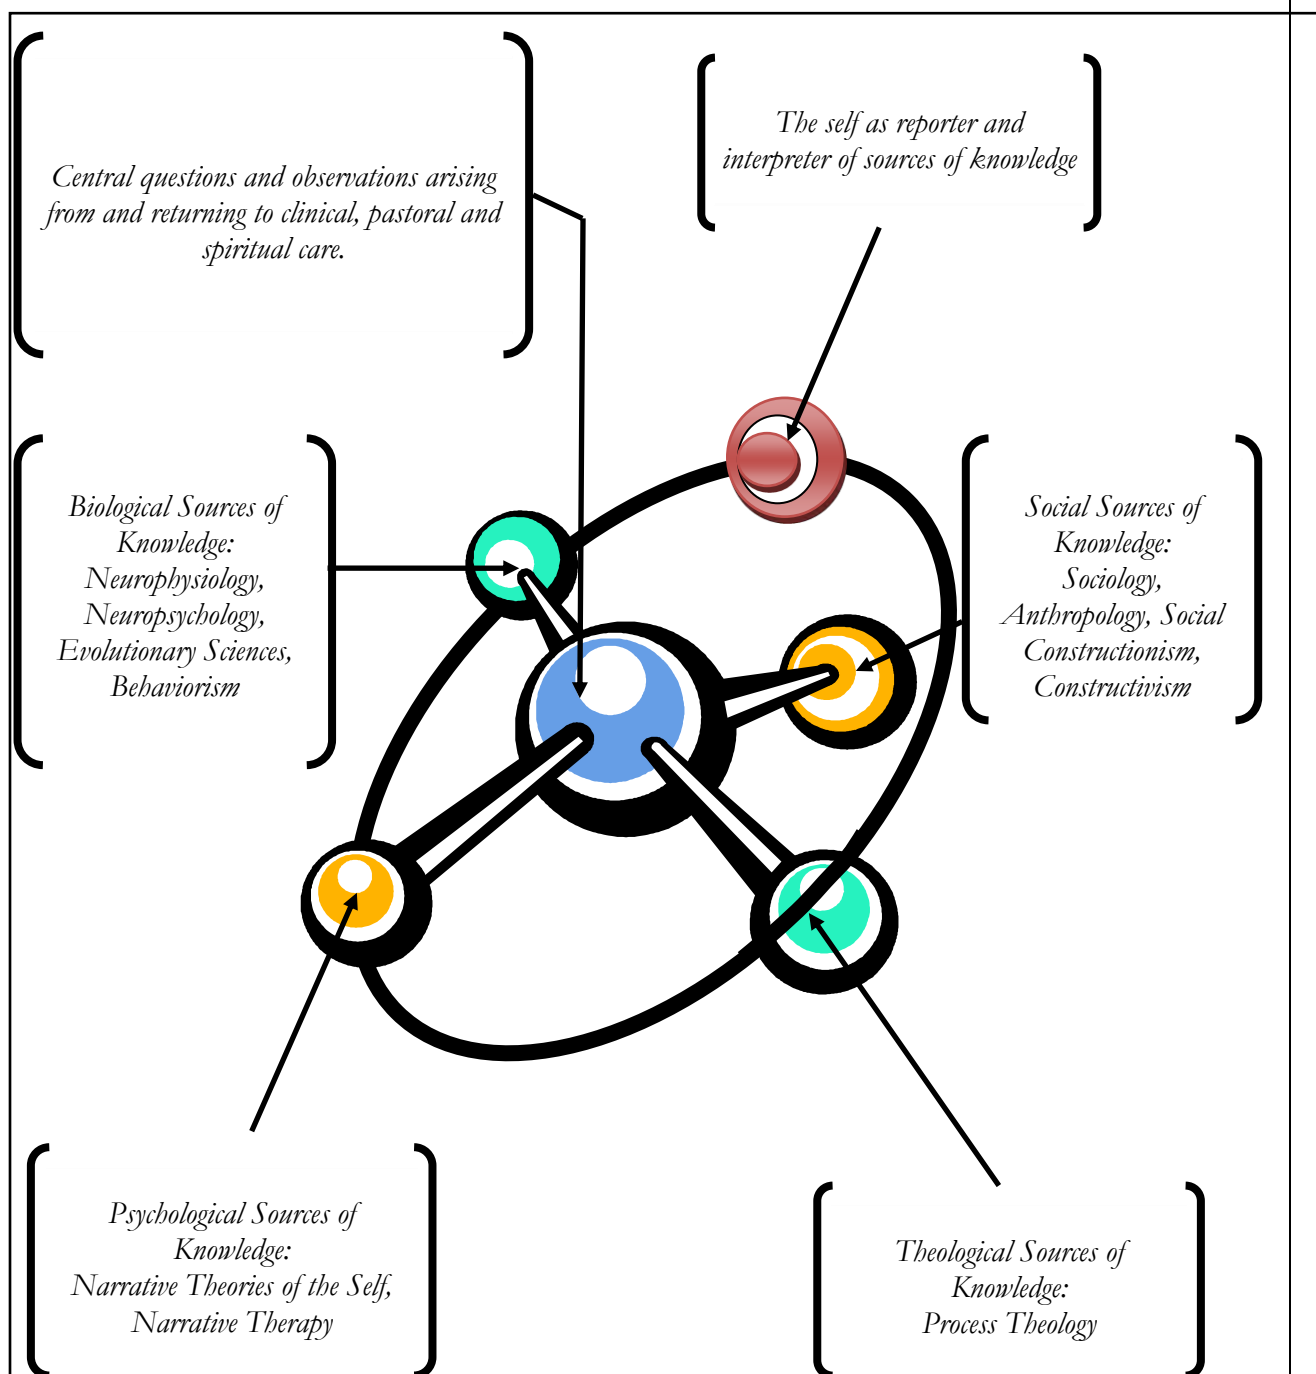 Central questions and observations arising
from and returning to clinical, pastoral and
spiritual care.
The self as reporter and
interpreter of sources of knowledge
Biological Sources of
Knowledge:
Neurophysiology,
Neuropsychology,
Evolutionary Sciences,
Behaviorism
Social Sources of
Knowledge:
Sociology,
Anthropology, Social
Constructionism,
Constructivism
Psychological Sources of
Knowledge:
Narrative Theories of the Self,
Narrative Therapy
Theological Sources of
Knowledge:
Process Theology